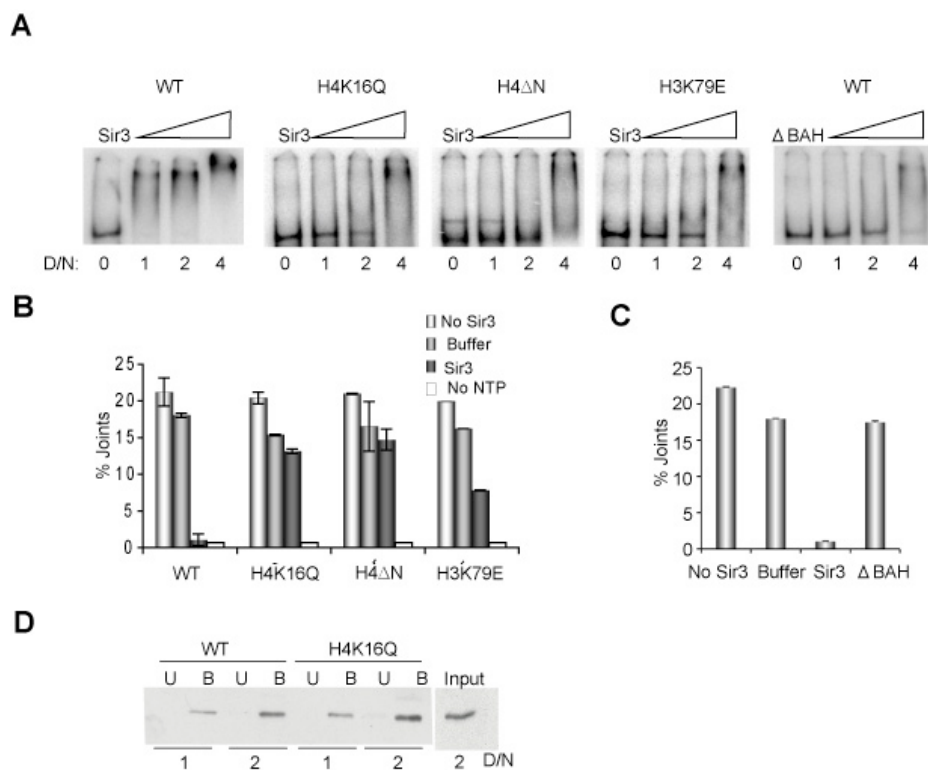 A
WT H4K16Q H4ΔN H3K79E WT
Sir3 Sir3 Sir3 Sir3 Δ BAH
D/N: 0 1 2 4 0 1 2 4 0 1 2 4 0 1 2 4 0 1 2 4
B
No Sir3
Buffer
Sir3
No NTP
% Joints
25
20
15
10
5
0
WT H4K16Q H4ΔN H3K79E
C
% Joints
25
20
15
10
5
0
No Sir3 Buffer Sir3 Δ BAH
D
WT H4K16Q
U B U B U B U B Input
1 2 1 2 2 D/N